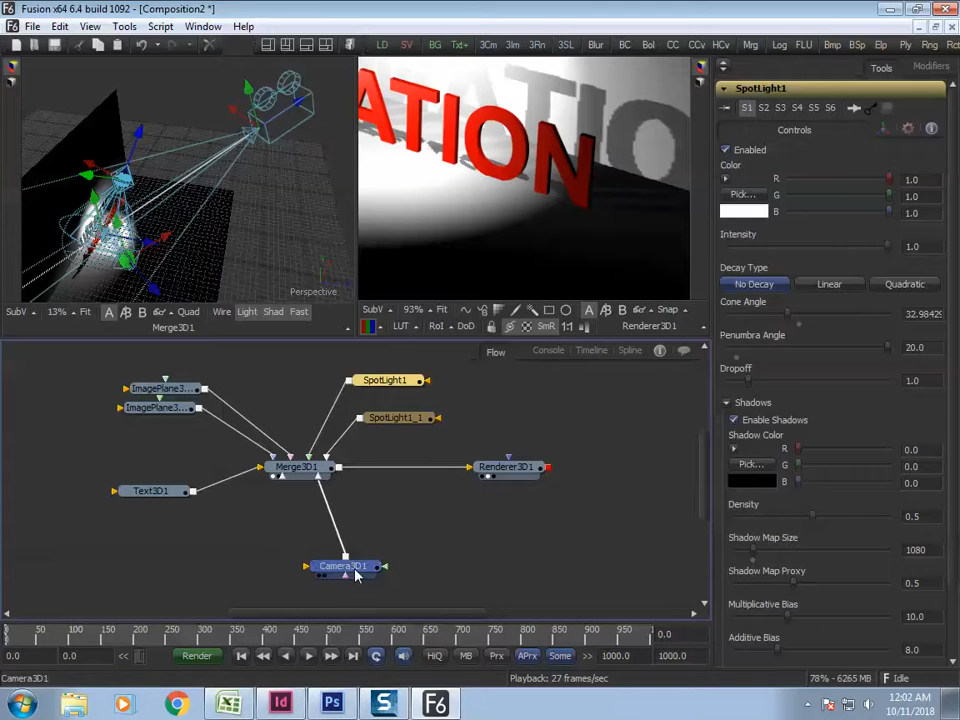 Fusion x64 6.4 build 1092 - [Composition2 *]
File Edit View Tools Script Window Help
LD SV BG Txt+ 3Cm 3Im 3Rn 3SL Blur BC Bol CC CCv HCv Mrg Log FLU Bmp BSp Elp Ply Rng Rct
Tools Modifiers
SpotLight1
S1 S2 S3 S4 S5 S6
Controls
Enabled
Color
R 1.0
Pick... G 1.0
B 1.0
Intensity
1.0
Decay Type
No Decay Linear Quadratic
Cone Angle
32.98429
Penumbra Angle
20.0
Dropoff
1.0
Shadows
Enable Shadows
Shadow Color
R 0.0
Pick... G 0.0
B 0.0
Density
0.5
Shadow Map Size
1080
Shadow Map Proxy
0.5
Multiplicative Bias
10.0
Additive Bias
8.0
ATION
ATIO
Perspective
SubV 13% Fit A B Quad Wire Light Shad Fast
Merge3D1
SubV 93% Fit A B Snap
LUT RoI DoD SmR 1:1
Renderer3D1
Flow Console Timeline Spline
ImagePlane3...
ImagePlane3...
SpotLight1
SpotLight1_1
Merge3D1
Renderer3D1
Text3D1
Camera3D1
0 50 100 150 200 250 300 350 400 450 500 550 600 650 700 750 800 850 900 950 0.0
0.0 0.0 << Render HiQ MB Prx APrx Some >> 1000.0 1000.0
Camera3D1
Playback: 27 frames/sec
78% - 6265 MB
Idle
Id Ps S F6
12:02 AM
10/11/2018